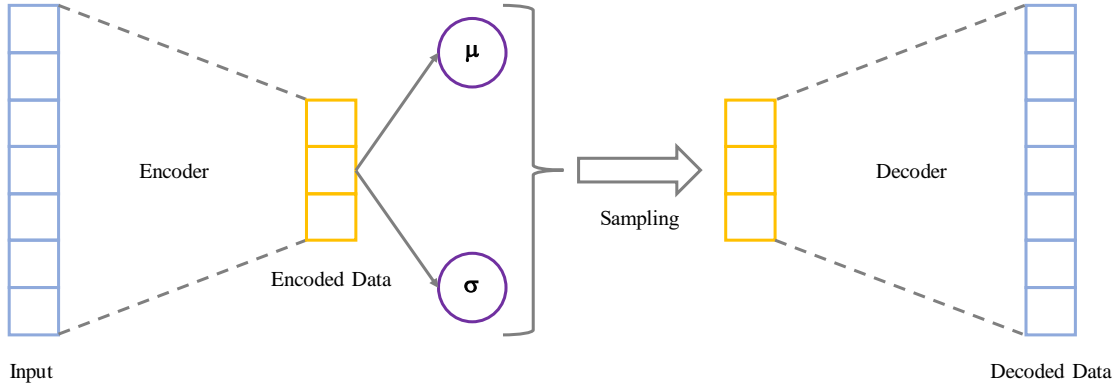 μ
Encoder
Decoder
Sampling
Encoded Data
σ
Input
Decoded Data